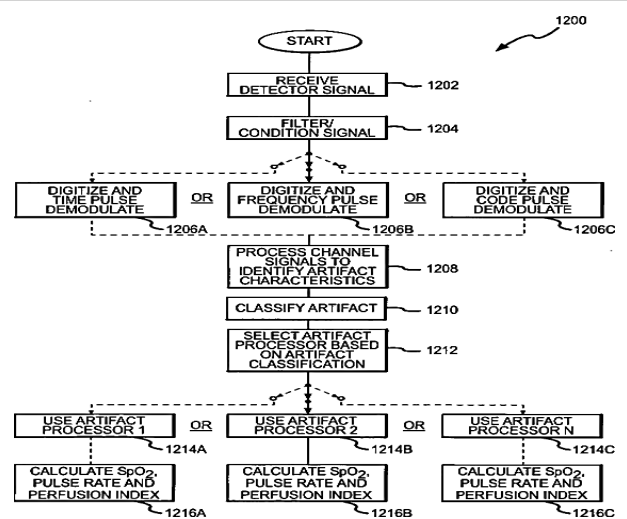 1200
START
RECEIVE
DETECTOR SIGNAL
1202
FILTER/
CONDITION SIGNAL
1204
DIGITIZE AND
TIME PULSE
DEMODULATE
1206A
OR
DIGITIZE AND
FREQUENCY PULSE
DEMODULATE
1206B
OR
DIGITIZE AND
CODE PULSE
DEMODULATE
1206C
PROCESS CHANNEL
SIGNALS TO
IDENTIFY ARTIFACT
CHARACTERISTICS
1208
CLASSIFY ARTIFACT
1210
SELECT ARTIFACT
PROCESSOR BASED
ON ARTIFACT
CLASSIFICATION
1212
USE ARTIFACT
PROCESSOR 1
1214A
OR
USE ARTIFACT
PROCESSOR 2
1214B
OR
USE ARTIFACT
PROCESSOR N
1214C
CALCULATE SpO₂,
PULSE RATE AND
PERFUSION INDEX
1216A
CALCULATE SpO₂,
PULSE RATE AND
PERFUSION INDEX
1216B
CALCULATE SpO₂,
PULSE RATE AND
PERFUSION INDEX
1216C